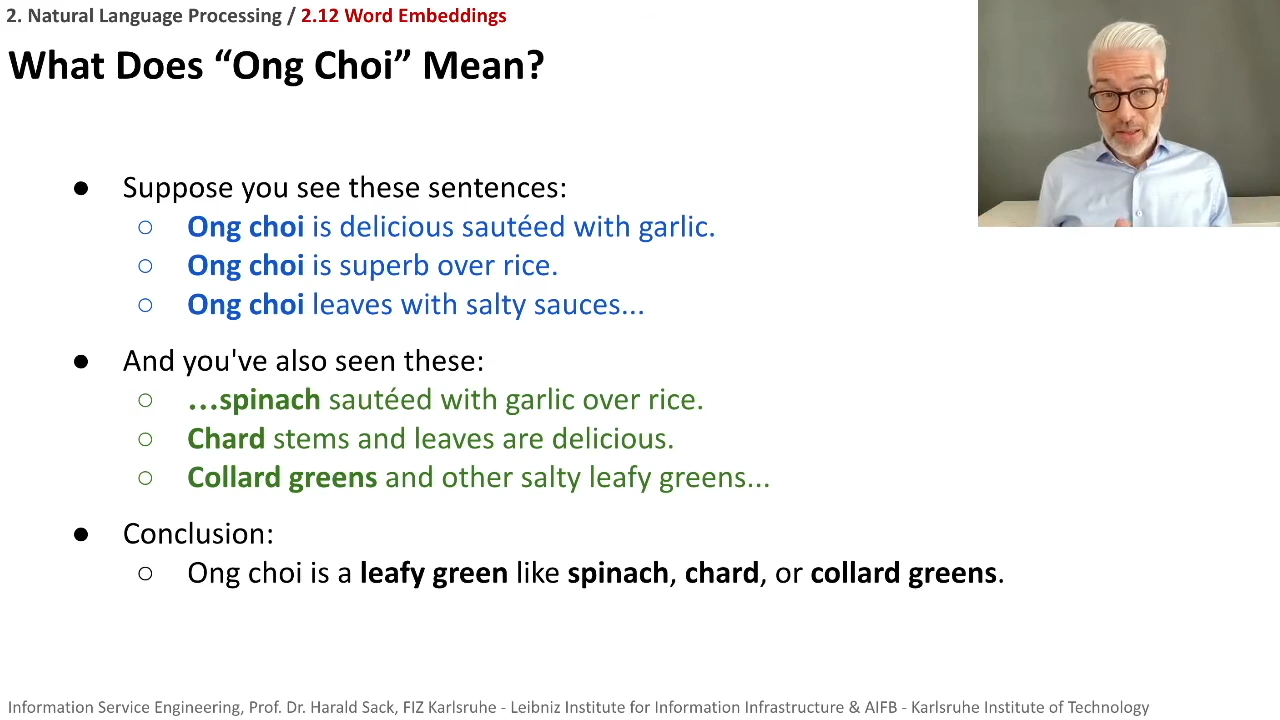 2. Natural Language Processing / 2.12 Word Embeddings
What Does “Ong Choi” Mean?
● Suppose you see these sentences:
○ Ong choi is delicious sautéed with garlic.
○ Ong choi is superb over rice.
○ Ong choi leaves with salty sauces...
● And you've also seen these:
○ ...spinach sautéed with garlic over rice.
○ Chard stems and leaves are delicious.
○ Collard greens and other salty leafy greens...
● Conclusion:
○ Ong choi is a leafy green like spinach, chard, or collard greens.
Information Service Engineering, Prof. Dr. Harald Sack, FIZ Karlsruhe - Leibniz Institute for Information Infrastructure & AIFB - Karlsruhe Institute of Technology